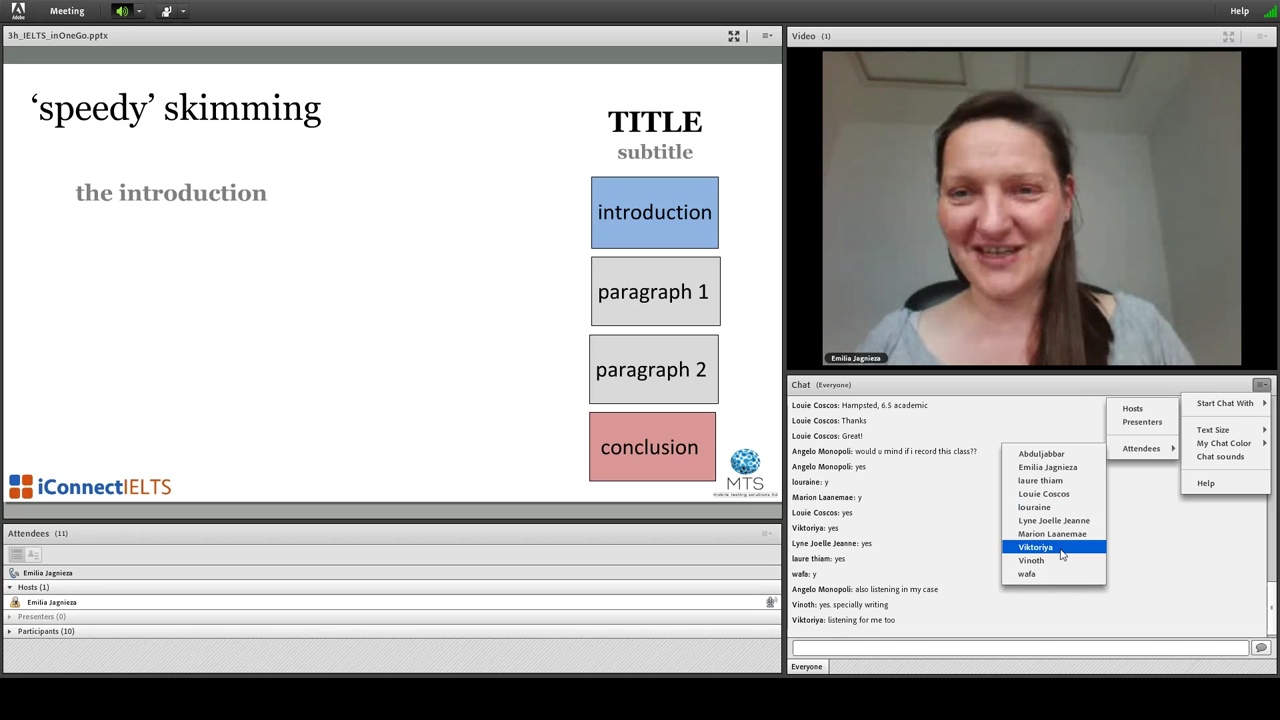 Adobe
Meeting
Help
3h_IELTS_inOneGo.pptx
‘speedy’ skimming
the introduction
TITLE
subtitle
introduction
paragraph 1
paragraph 2
conclusion
iConnectIELTS
MTS
mobile testing solutions ltd
Attendees (11)
Emilia Jagnieza
Hosts (1)
Emilia Jagnieza
Presenters (0)
Participants (10)
Video (1)
Emilia Jagnieza
Chat (Everyone)
Louie Coscos: Hampsted, 6.5 academic
Louie Coscos: Thanks
Louie Coscos: Great!
Angelo Monopoli: would u mind if i record this class??
Angelo Monopoli: yes
louraine: y
Marion Laanemae: y
Louie Coscos: yes
Viktoriya: yes
Lyne Joelle Jeanne: yes
laure thiam: yes
wafa: y
Angelo Monopoli: also listening in my case
Vinoth: yes. specially writing
Viktoriya: listening for me too
Start Chat With
Text Size
My Chat Color
Chat sounds
Help
Hosts
Presenters
Attendees
Abduljabbar
Emilia Jagnieza
laure thiam
Louie Coscos
louraine
Lyne Joelle Jeanne
Marion Laanemae
Viktoriya
Vinoth
wafa
Everyone